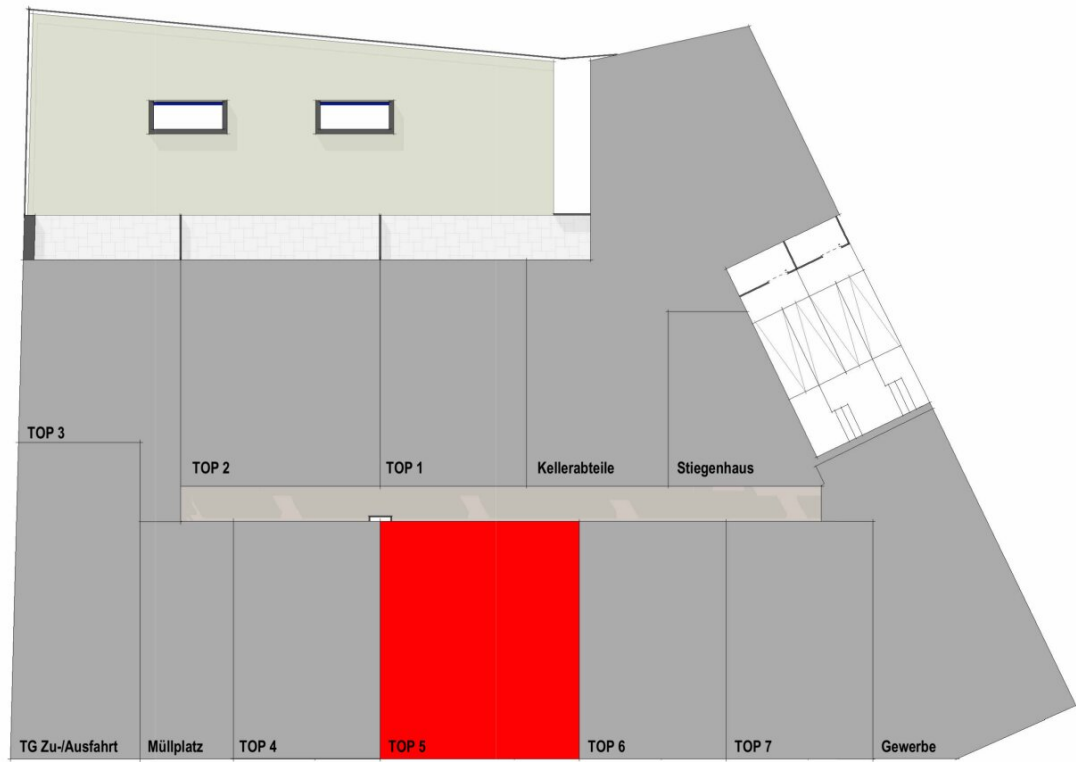 TOP 3
TOP 2
TOP 1
Kellerabteile
Stiegenhaus
TG Zu-/Ausfahrt
Müllplatz
TOP 4
TOP 5
TOP 6
TOP 7
Gewerbe